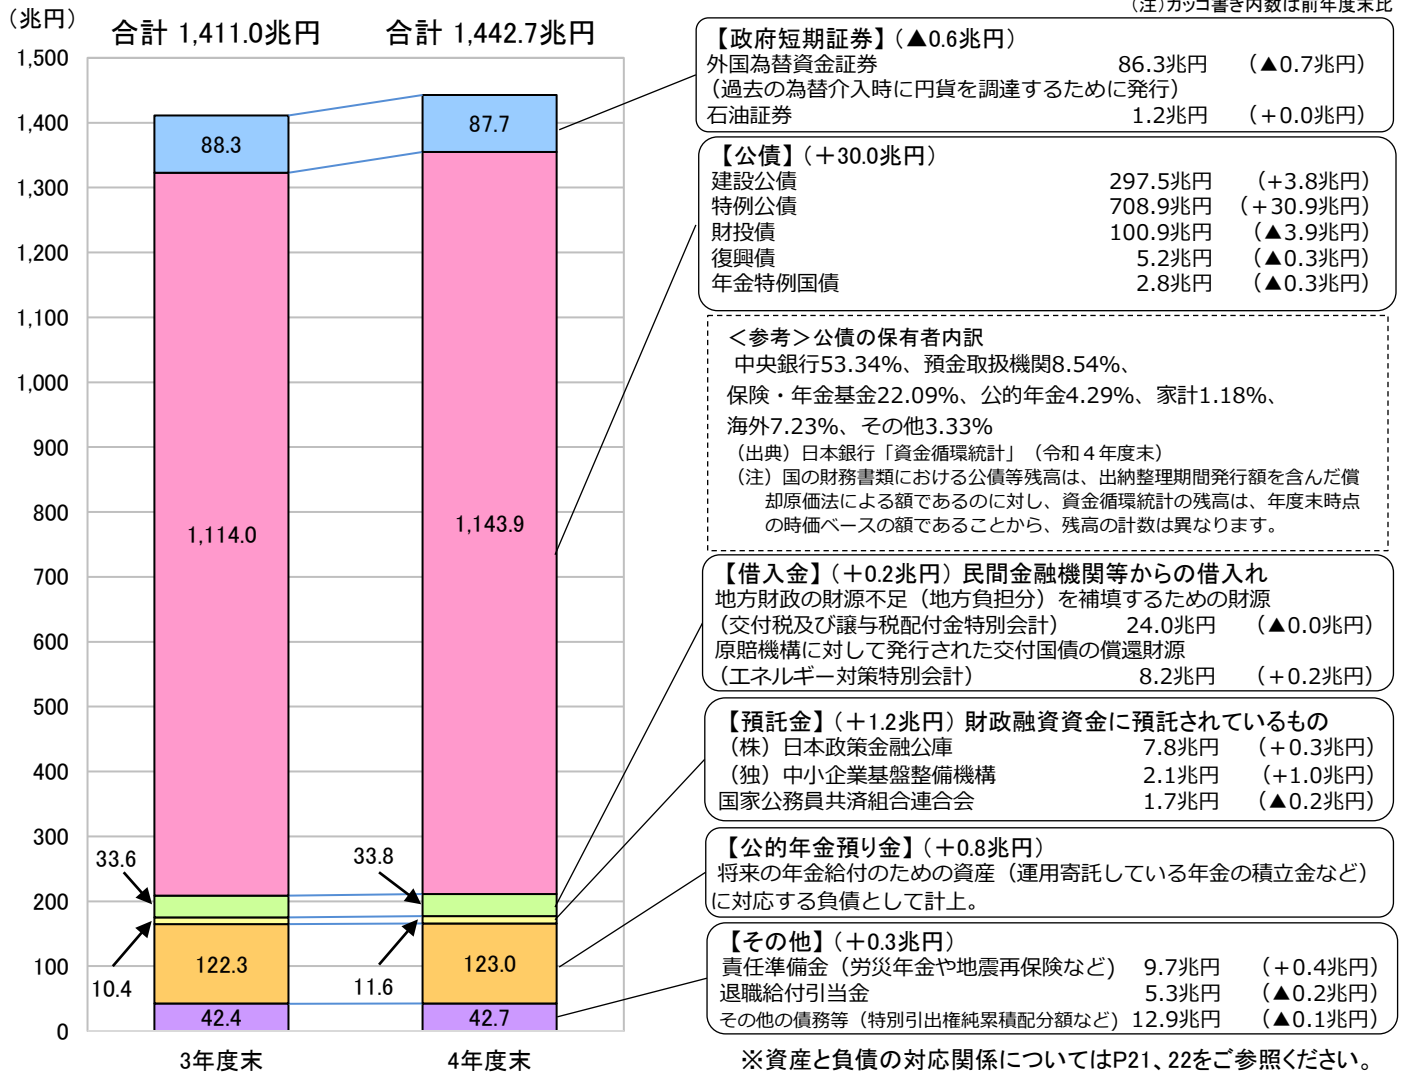 （注）カッコ書き内数は前年度末比
（兆円）
合計 1,411.0兆円
合計 1,442.7兆円
1,500
1,400
1,300
1,200
1,100
1,000
900
800
700
600
500
400
300
200
100
0
88.3
1,114.0
33.6
10.4
122.3
42.4
3年度末
87.7
1,143.9
33.8
11.6
123.0
42.7
4年度末
【政府短期証券】（▲0.6兆円）
外国為替資金証券 86.3兆円 （▲0.7兆円）
（過去の為替介入時に円貨を調達するために発行）
石油証券 1.2兆円 （+0.0兆円）
【公債】（＋30.0兆円）
建設公債 297.5兆円 （+3.8兆円）
特例公債 708.9兆円 （+30.9兆円）
財投債 100.9兆円 （▲3.9兆円）
復興債 5.2兆円 （▲0.3兆円）
年金特例国債 2.8兆円 （▲0.3兆円）
＜参考＞公債の保有者内訳
中央銀行53.34%、預金取扱機関8.54%、
保険・年金基金22.09%、公的年金4.29%、家計1.18%、
海外7.23%、その他3.33%
（出典）日本銀行「資金循環統計」（令和４年度末）
（注）国の財務書類における公債等残高は、出納整理期間発行額を含んだ償
却原価法による額であるのに対し、資金循環統計の残高は、年度末時点
の時価ベースの額であることから、残高の計数は異なります。
【借入金】（＋0.2兆円） 民間金融機関等からの借入れ
地方財政の財源不足（地方負担分）を補填するための財源
（交付税及び譲与税配付金特別会計） 24.0兆円 （▲0.0兆円）
原賠機構に対して発行された交付国債の償還財源
（エネルギー対策特別会計） 8.2兆円 （+0.2兆円）
【預託金】（＋1.2兆円） 財政融資資金に預託されているもの
（株）日本政策金融公庫 7.8兆円 （+0.3兆円）
（独）中小企業基盤整備機構 2.1兆円 （+1.0兆円）
国家公務員共済組合連合会 1.7兆円 （▲0.2兆円）
【公的年金預り金】（＋0.8兆円）
将来の年金給付のための資産（運用寄託している年金の積立金など）
に対応する負債として計上。
【その他】（＋0.3兆円）
責任準備金（労災年金や地震再保険など） 9.7兆円 （+0.4兆円）
退職給付引当金 5.3兆円 （▲0.2兆円）
その他の債務等（特別引出権純累積配分額など） 12.9兆円 （▲0.1兆円）
※資産と負債の対応関係についてはP21、22をご参照ください。